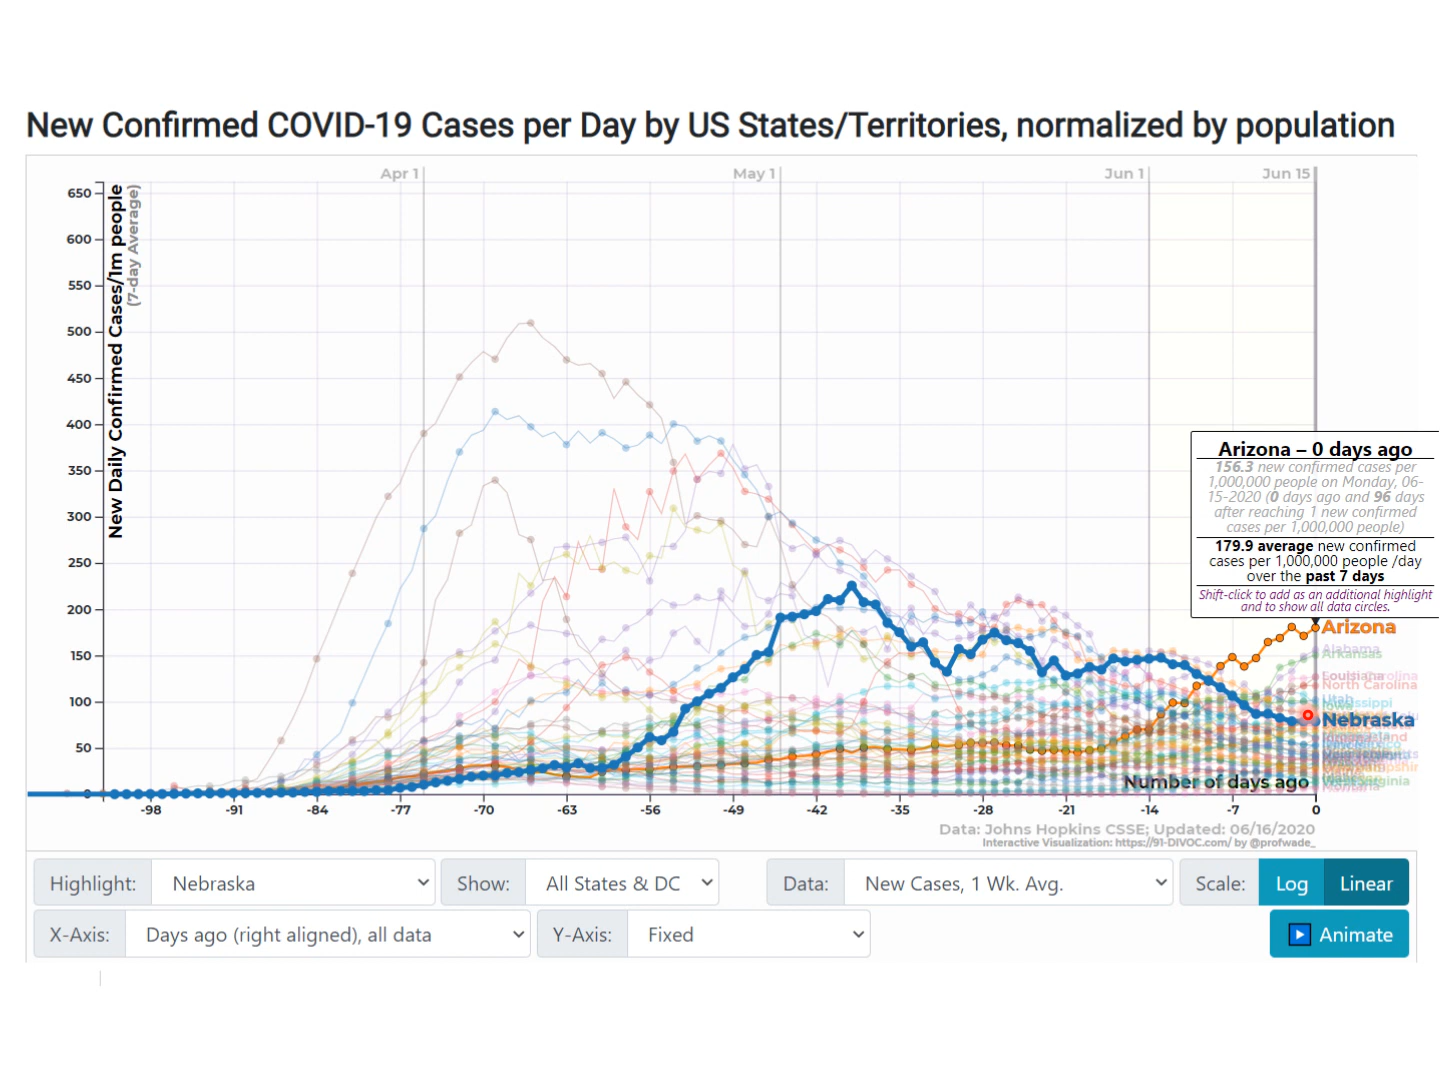 New Confirmed COVID-19 Cases per Day by US States/Territories, normalized by population
Apr 1
May 1
Jun 1
Jun 15
New Daily Confirmed Cases/1m people
(7-day Average)
650
600
550
500
450
400
350
300
250
200
150
100
50
0
Arizona – 0 days ago
156.3 new confirmed cases per
1,000,000 people on Monday, 06-
15-2020 (0 days ago and 96 days
after reaching 1 new confirmed
cases per 1,000,000 people)
179.9 average new confirmed
cases per 1,000,000 people /day
over the past 7 days
Shift-click to add as an additional highlight
and to show all data circles.
Arizona
Alabama
Arkansas
Louisiana
North Carolina
Utah
Nebraska
Number of days ago
-98
-91
-84
-77
-70
-63
-56
-49
-42
-35
-28
-21
-14
-7
0
Data: Johns Hopkins CSSE; Updated: 06/16/2020
Interactive Visualization: https://91-DIVOC.com/ by @profwade_
Highlight: Nebraska
Show: All States & DC
Data: New Cases, 1 Wk. Avg.
Scale: Log Linear
X-Axis: Days ago (right aligned), all data
Y-Axis: Fixed
Animate